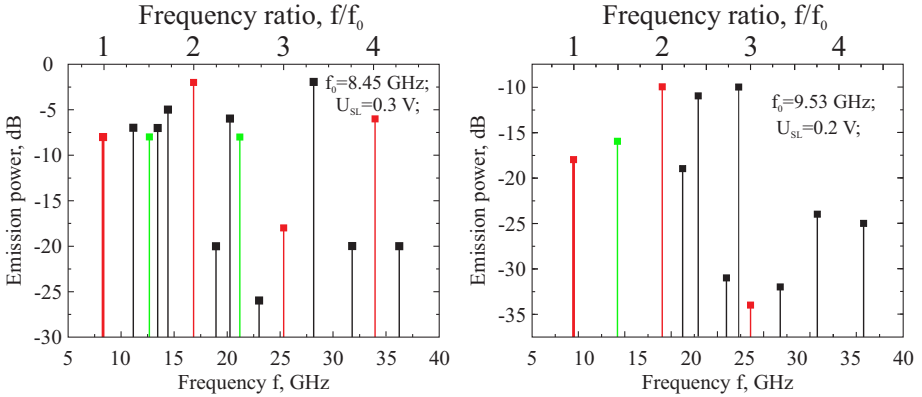 Frequency ratio, f/f₀
1 2 3 4
0
-5
-10
-15
-20
-25
-30
Emission power, dB
f₀=8.45 GHz;
U_SL=0.3 V;
5 10 15 20 25 30 35 40
Frequency f, GHz
Frequency ratio, f/f₀
1 2 3 4
-10
-15
-20
-25
-30
-35
Emission power, dB
f₀=9.53 GHz;
U_SL=0.2 V;
5 10 15 20 25 30 35 40
Frequency f, GHz